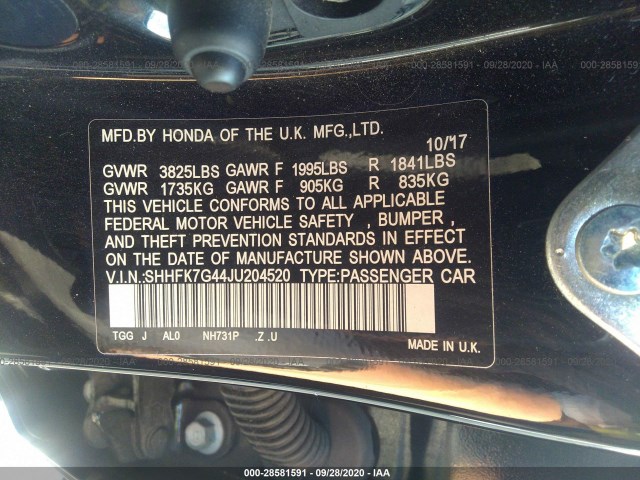 000-28581591 - 09/28/2020 - IAA
MFD.BY HONDA OF THE U.K. MFG.,LTD.
10/17
GVWR 3825LBS GAWR F 1995LBS R 1841LBS
GVWR 1735KG GAWR F 905KG R 835KG
THIS VEHICLE CONFORMS TO ALL APPLICABLE
FEDERAL MOTOR VEHICLE SAFETY , BUMPER ,
AND THEFT PREVENTION STANDARDS IN EFFECT
ON THE DATE OF MANUFACTURE SHOWN ABOVE.
V.I.N.:SHHFK7G44JU204520 TYPE:PASSENGER CAR
TGG J AL0 NH731P .Z .U
MADE IN U.K.
000-28581591 - 09/28/2020 - IAA